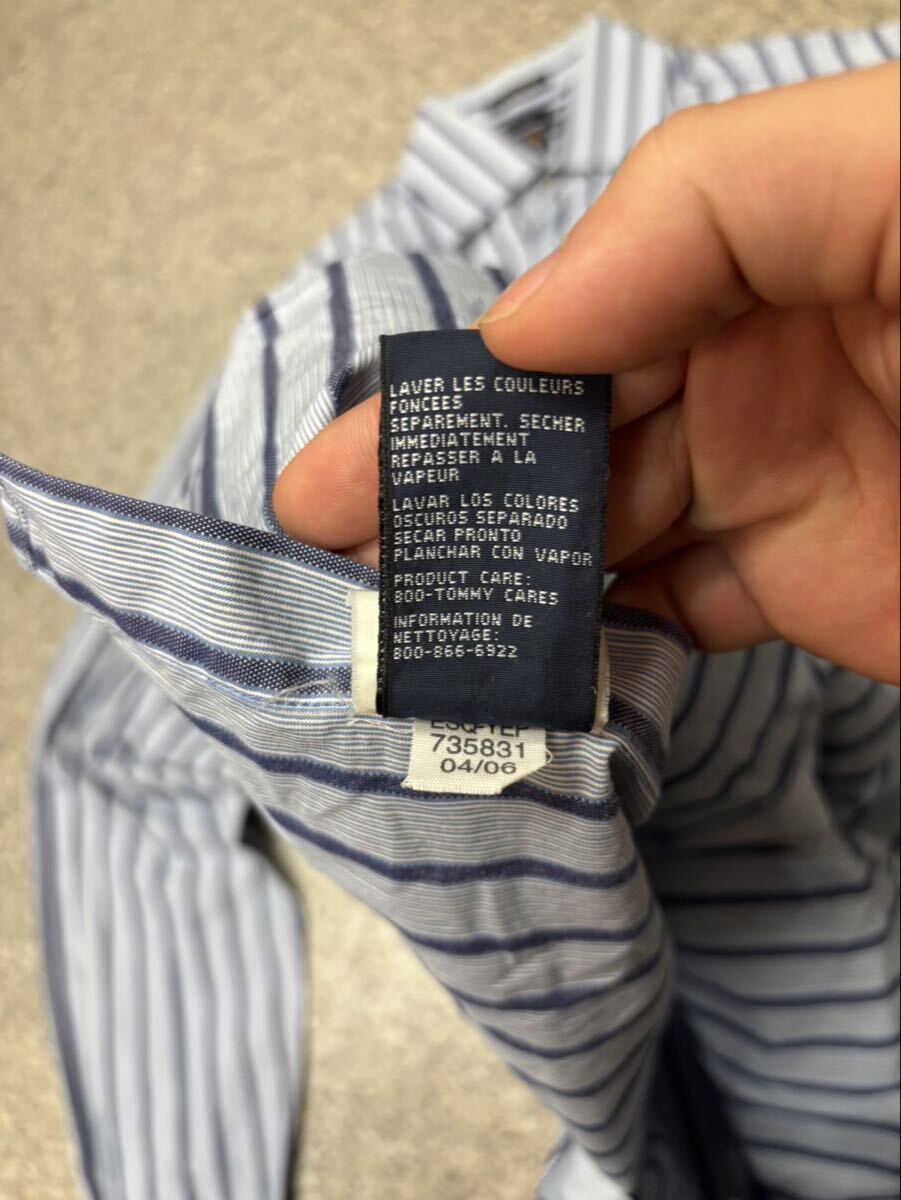 LAVER LES COULEURS
FONCEES
SEPAREMENT. SECHER
IMMEDIATEMENT
REPASSER A LA
VAPEUR
LAVAR LOS COLORES
OSCUROS SEPARADO
SECAR PRONTO
PLANCHAR CON VAPOR
PRODUCT CARE:
800-TOMMY CARES
INFORMATION DE
NETTOYAGE:
800-866-6922
735831
04/06